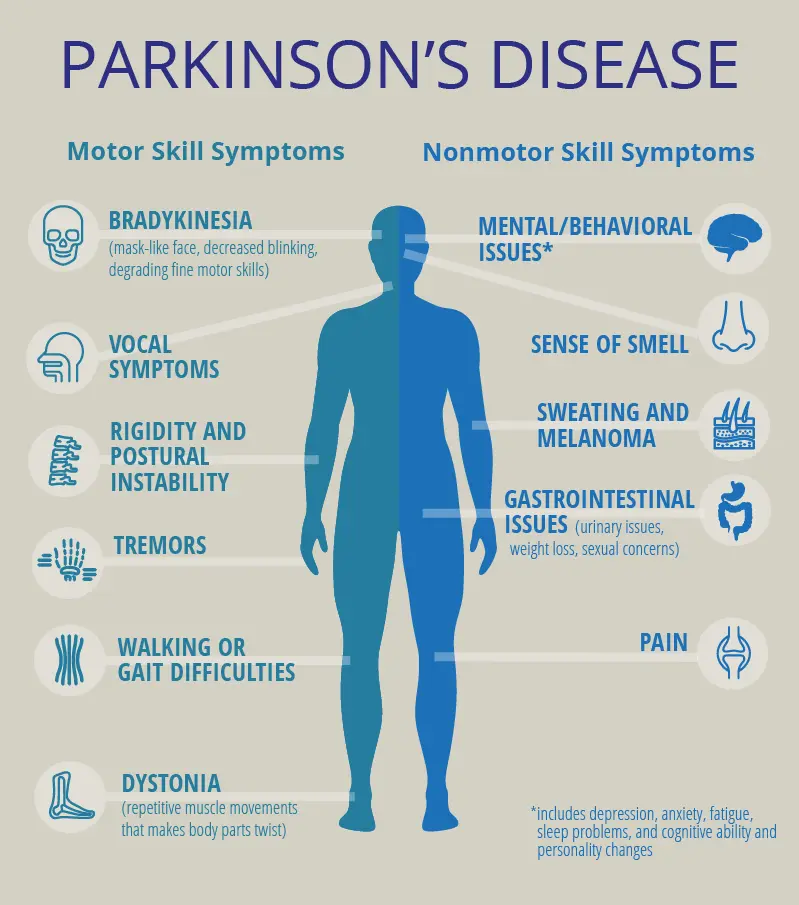 PARKINSON'S DISEASE
Motor Skill Symptoms
BRADYKINESIA
(mask-like face, decreased blinking,
degrading fine motor skills)
VOCAL
SYMPTOMS
RIGIDITY AND
POSTURAL
INSTABILITY
TREMORS
WALKING OR
GAIT DIFFICULTIES
DYSTONIA
(repetitive muscle movements
that makes body parts twist)
Nonmotor Skill Symptoms
MENTAL/BEHAVIORAL
ISSUES*
SENSE OF SMELL
SWEATING AND
MELANOMA
GASTROINTESTINAL
ISSUES (urinary issues,
weight loss, sexual concerns)
PAIN
*includes depression, anxiety, fatigue,
sleep problems, and cognitive ability and
personality changes